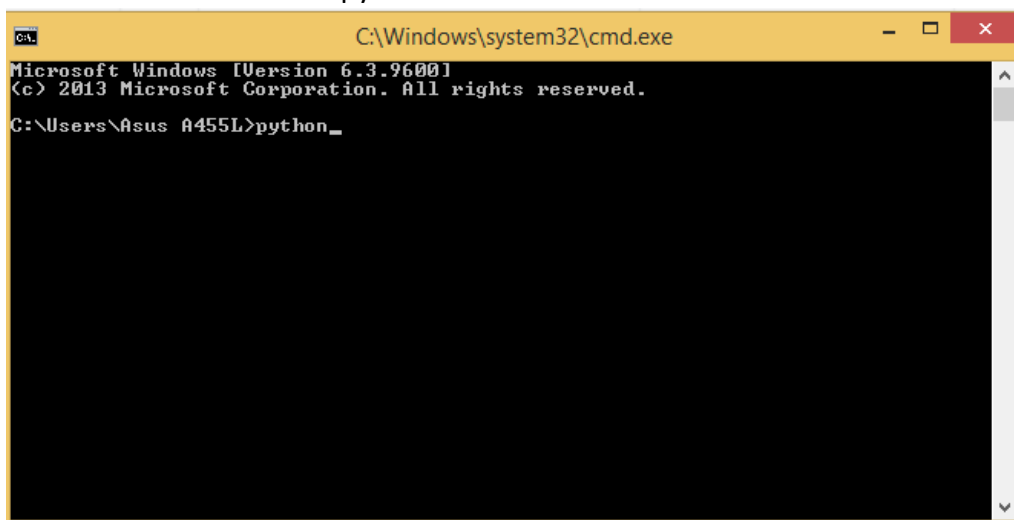 py
C:\Windows\system32\cmd.exe
Microsoft Windows [Version 6.3.9600]
(c) 2013 Microsoft Corporation. All rights reserved.
C:\Users\Asus A455L>python_